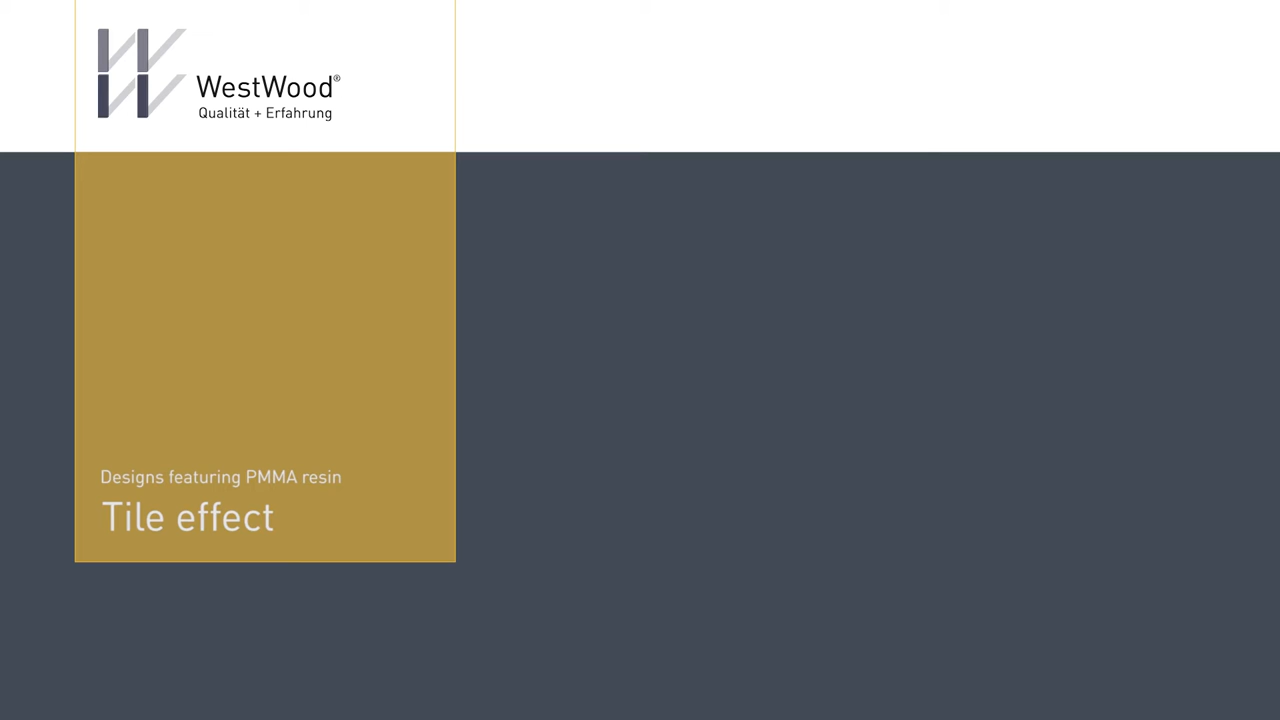 WestWood®
Qualität + Erfahrung
Designs featuring PMMA resin
Tile effect